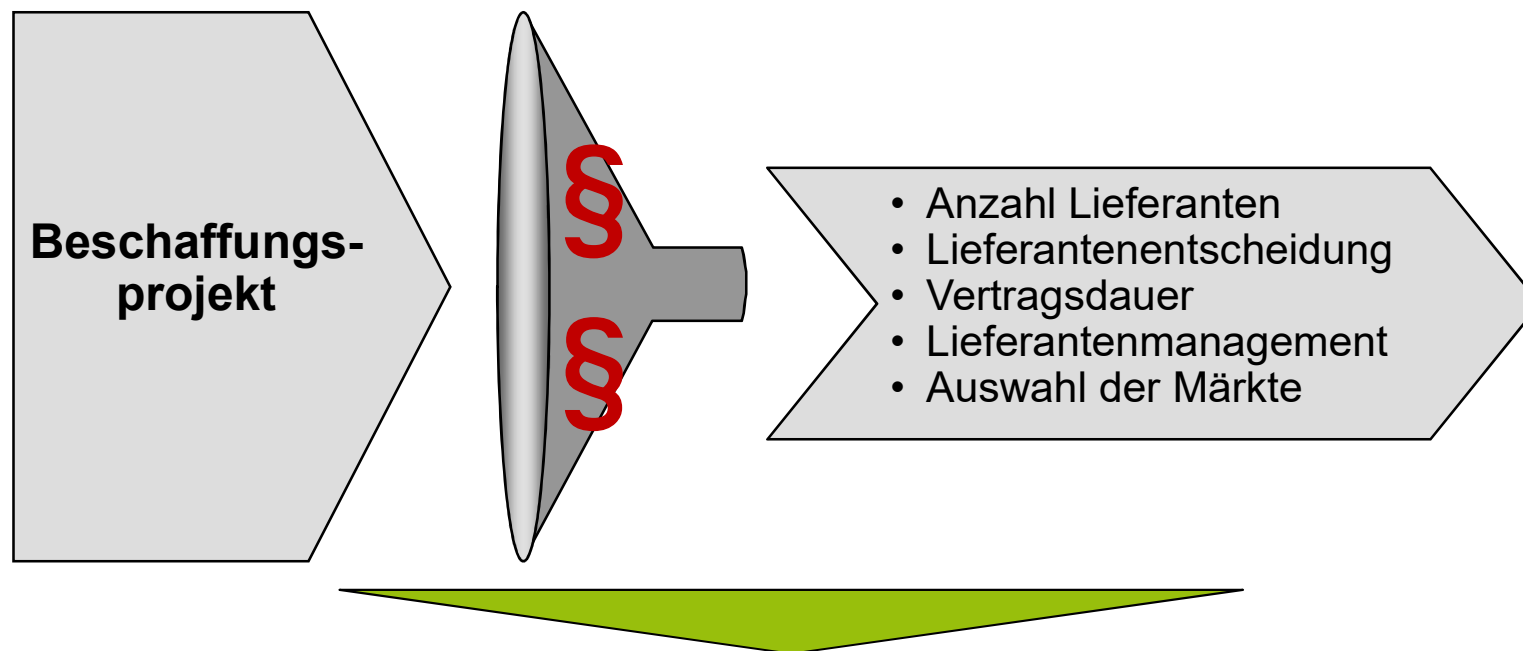 Beschaffungs-
projekt
§
§
• Anzahl Lieferanten
• Lieferantenentscheidung
• Vertragsdauer
• Lieferantenmanagement
• Auswahl der Märkte